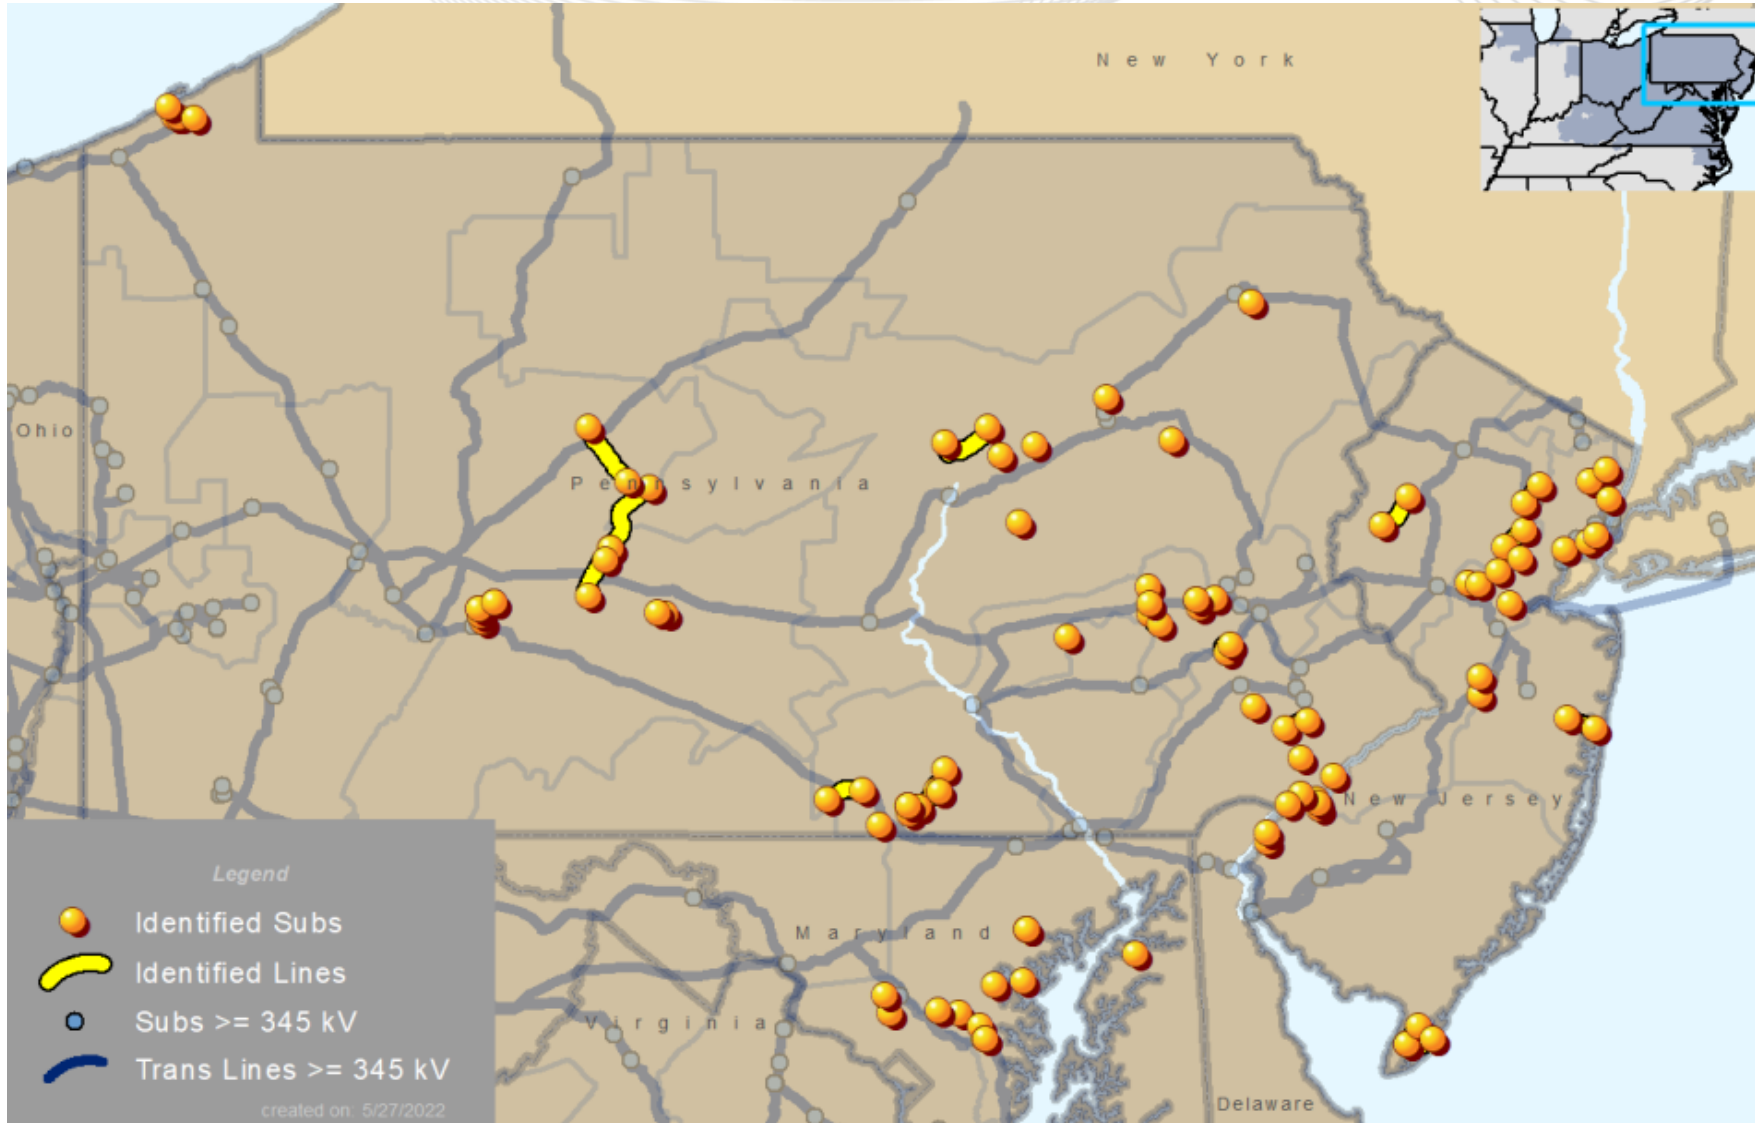 New York
Ohio
Pennsylvania
New Jersey
Maryland
Virginia
Delaware
Legend
Identified Subs
Identified Lines
Subs >= 345 kV
Trans Lines >= 345 kV
created on: 5/27/2022